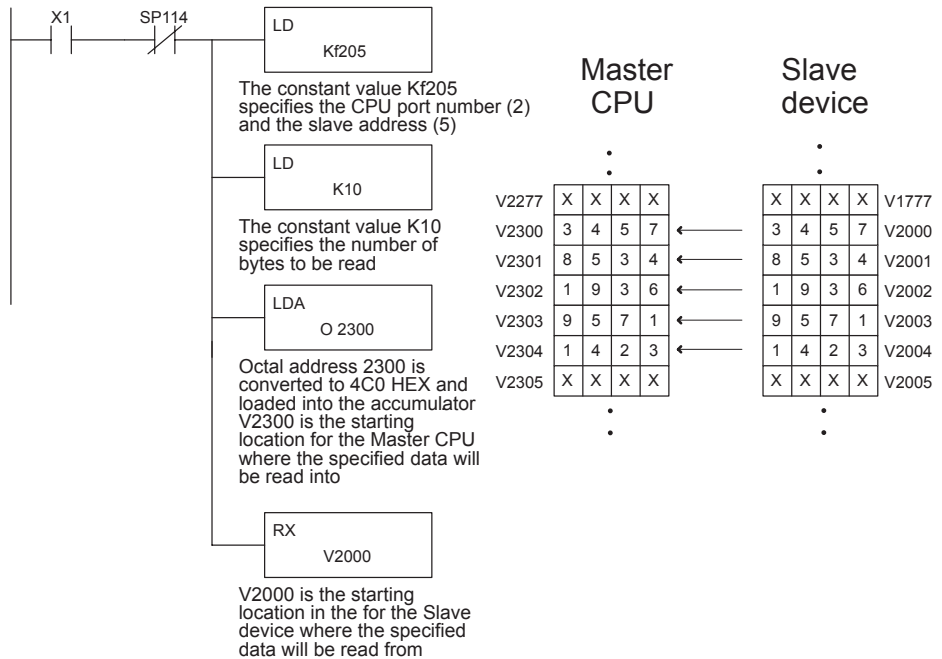 X1
SP114
LD
Kf205
The constant value Kf205
specifies the CPU port number (2)
and the slave address (5)
LD
K10
The constant value K10
specifies the number of
bytes to be read
LDA
O 2300
Octal address 2300 is
converted to 4C0 HEX and
loaded into the accumulator
V2300 is the starting
location for the Master CPU
where the specified data will
be read into
RX
V2000
V2000 is the starting
location in the for the Slave
device where the specified
data will be read from
Master
CPU
Slave
device
V2277 X X X X X X X X V1777
V2300 3 4 5 7 3 4 5 7 V2000
V2301 8 5 3 4 8 5 3 4 V2001
V2302 1 9 3 6 1 9 3 6 V2002
V2303 9 5 7 1 9 5 7 1 V2003
V2304 1 4 2 3 1 4 2 3 V2004
V2305 X X X X X X X X V2005